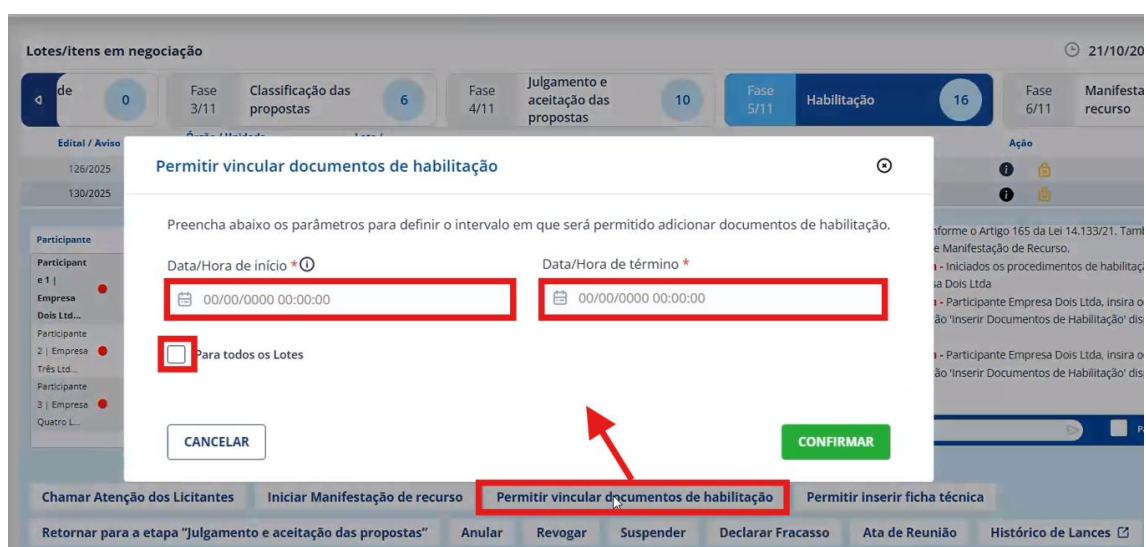 Lotes/itens em negociação
21/10/20
de
0
Fase 3/11
Classificação das propostas
6
Fase 4/11
Julgamento e aceitação das propostas
10
Fase 5/11
Habilitação
16
Fase 6/11
Manifesta
recurso
Edital / Aviso
Órgão / Unidade
Lote /
Ação
126/2025
130/2025
Permitir vincular documentos de habilitação
Preencha abaixo os parâmetros para definir o intervalo em que será permitido adicionar documentos de habilitação.
Data/Hora de início *
Data/Hora de término *
00/00/0000 00:00:00
00/00/0000 00:00:00
Para todos os Lotes
CANCELAR
CONFIRMAR
Participante
Participant
e 1 |
Empresa
Dois Ltd...
Participante
2 | Empresa
Três Ltd...
Participante
3 | Empresa
Quatro L...
nforme o Artigo 165 da Lei 14.133/21. Tamb
e Manifestação de Recurso.
- Iniciados os procedimentos de habilitaçã
sa Dois Ltda
- Participante Empresa Dois Ltda, insira o
ão 'Inserir Documentos de Habilitação' dis
- Participante Empresa Dois Ltda, insira o
ão 'Inserir Documentos de Habilitação' dis
Chamar Atenção dos Licitantes
Iniciar Manifestação de recurso
Permitir vincular documentos de habilitação
Permitir inserir ficha técnica
Retornar para a etapa "Julgamento e aceitação das propostas"
Anular
Revogar
Suspender
Declarar Fracasso
Ata de Reunião
Histórico de Lances